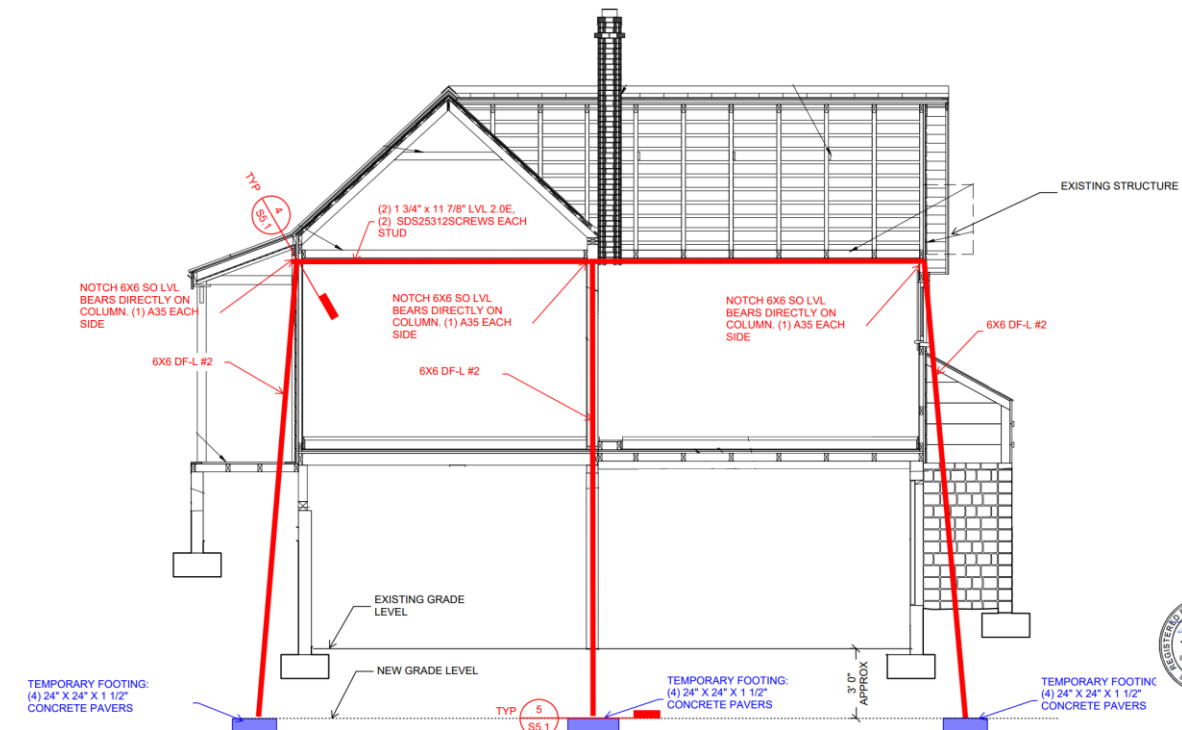 EXISTING STRUCTURE
TYP
4
S5.1
(2) 1 3/4" x 11 7/8" LVL 2.0E,
(2) SDS25312SCREWS EACH
STUD
NOTCH 6X6 SO LVL
BEARS DIRECTLY ON
COLUMN. (1) A35 EACH
SIDE
NOTCH 6X6 SO LVL
BEARS DIRECTLY ON
COLUMN. (1) A35 EACH
SIDE
NOTCH 6X6 SO LVL
BEARS DIRECTLY ON
COLUMN. (1) A35 EACH
SIDE
6X6 DF-L #2
6X6 DF-L #2
6X6 DF-L #2
EXISTING GRADE
LEVEL
NEW GRADE LEVEL
3' 0"
APPROX
TEMPORARY FOOTING:
(4) 24" X 24" X 1 1/2"
CONCRETE PAVERS
TYP
5
S5.1
TEMPORARY FOOTING:
(4) 24" X 24" X 1 1/2"
CONCRETE PAVERS
TEMPORARY FOOTING
(4) 24" X 24" X 1 1/2"
CONCRETE PAVERS
REGISTERED